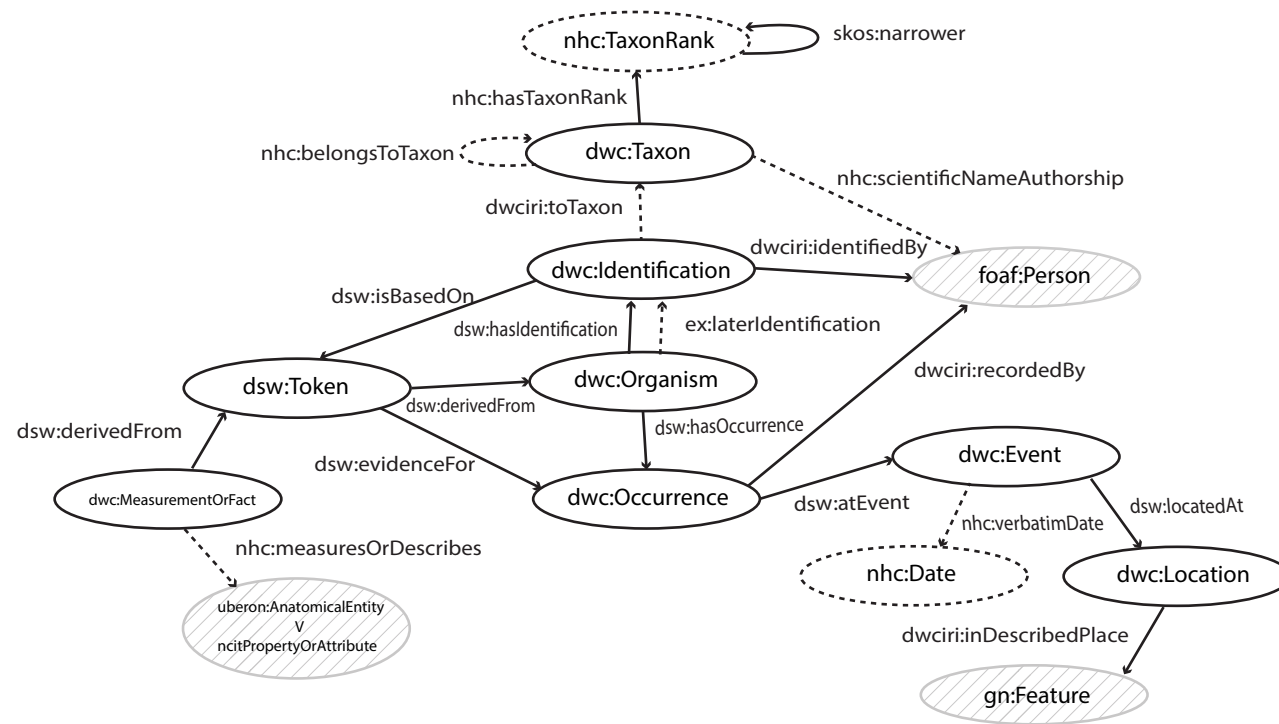 nhc:TaxonRank
skos:narrower
nhc:hasTaxonRank
nhc:belongsToTaxon
dwc:Taxon
nhc:scientificNameAuthorship
dwciri:toTaxon
dwciri:identifiedBy
dwc:Identification
foaf:Person
dsw:isBasedOn
dsw:hasIdentification
ex:laterIdentification
dsw:Token
dwc:Organism
dwciri:recordedBy
dsw:derivedFrom
dsw:derivedFrom
dsw:hasOccurrence
dsw:evidenceFor
dwc:Event
dwc:MeasurementOrFact
dwc:Occurrence
dsw:atEvent
nhc:verbatimDate
dsw:locatedAt
nhc:measuresOrDescribes
nhc:Date
dwc:Location
uberon:AnatomicalEntity
V
ncitPropertyOrAttribute
dwciri:inDescribedPlace
gn:Feature